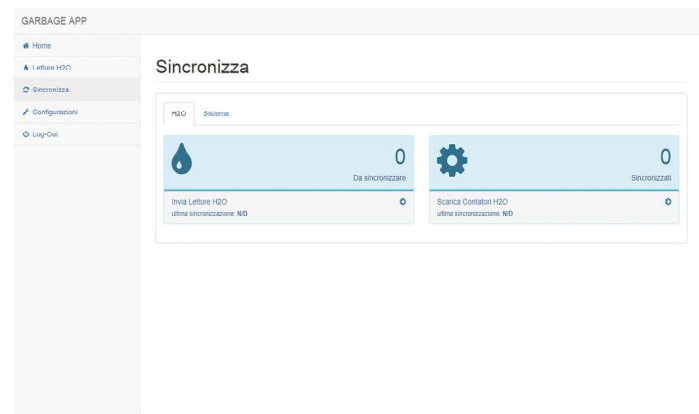 GARBAGE APP
Home
Letture H2O
Sincronizza
Configurazioni
Log-Out
Sincronizza
H2O Sistema
0
Da sincronizzare
Invia Letture H2O
ultima sincronizzazione: N/D
0
Sincronizzati
Scarica Contatori H2O
ultima sincronizzazione: N/D